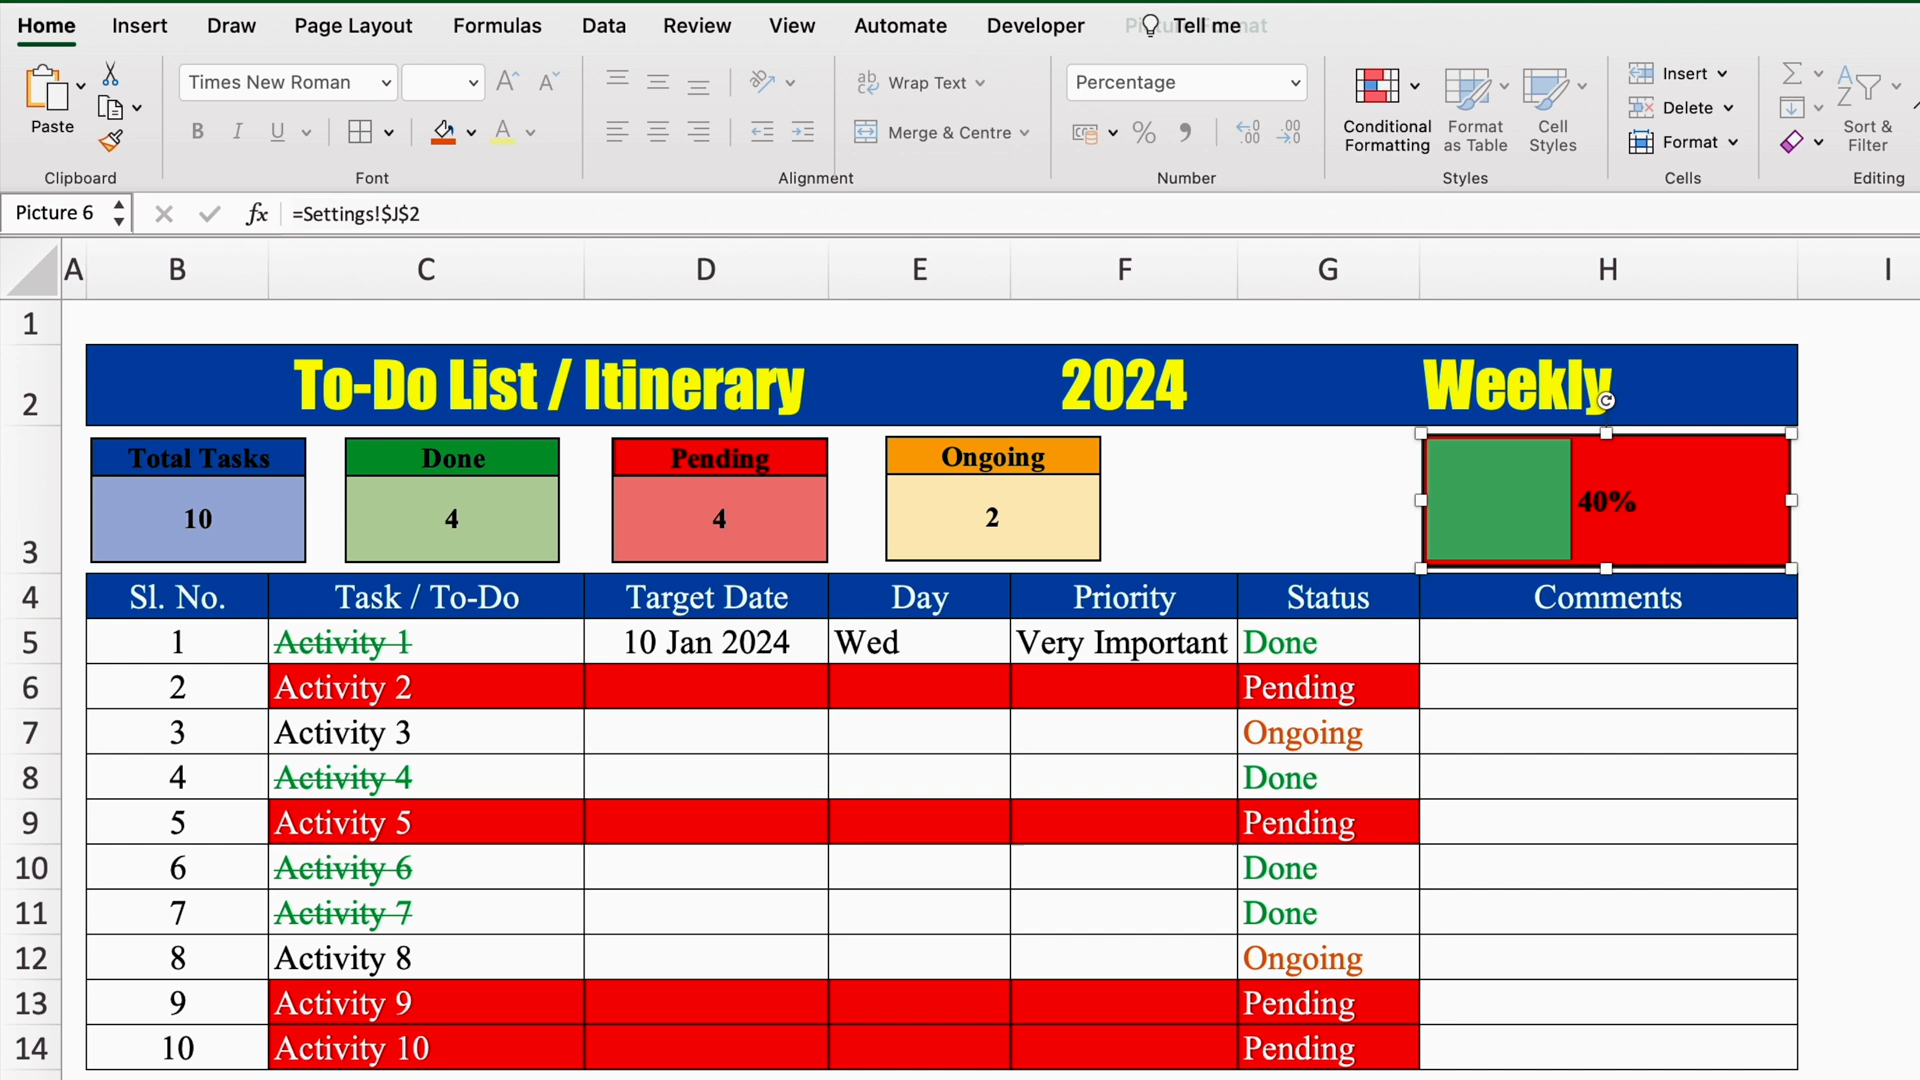 Home Insert Draw Page Layout Formulas Data Review View Automate Developer Tell me
Times New Roman Wrap Text Percentage Insert
Paste B I U Merge & Centre Conditional Formatting Format as Table Cell Styles Delete Format Sort & Filter
Clipboard Font Alignment Number Styles Cells Editing
Picture 6 fx =Settings!$J$2
A B C D E F G H I
1
2 To-Do List / Itinerary 2024 Weekly
Total Tasks Done Pending Ongoing
10 4 4 2 40%
3
4 Sl. No. Task / To-Do Target Date Day Priority Status Comments
5 1 Activity 1 10 Jan 2024 Wed Very Important Done
6 2 Activity 2 Pending
7 3 Activity 3 Ongoing
8 4 Activity 4 Done
9 5 Activity 5 Pending
10 6 Activity 6 Done
11 7 Activity 7 Done
12 8 Activity 8 Ongoing
13 9 Activity 9 Pending
14 10 Activity 10 Pending